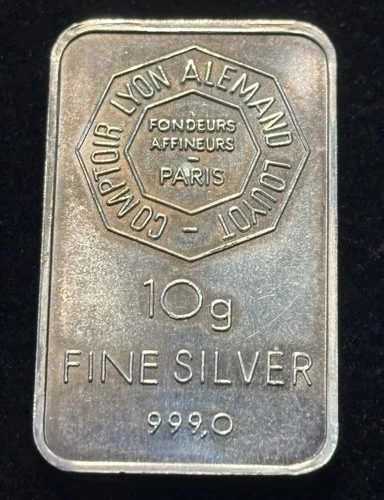 COMPTOIR LYON ALEMAND LOUYOT -
FONDEURS
AFFINEURS
-
PARIS
10g
FINE SILVER
999,0